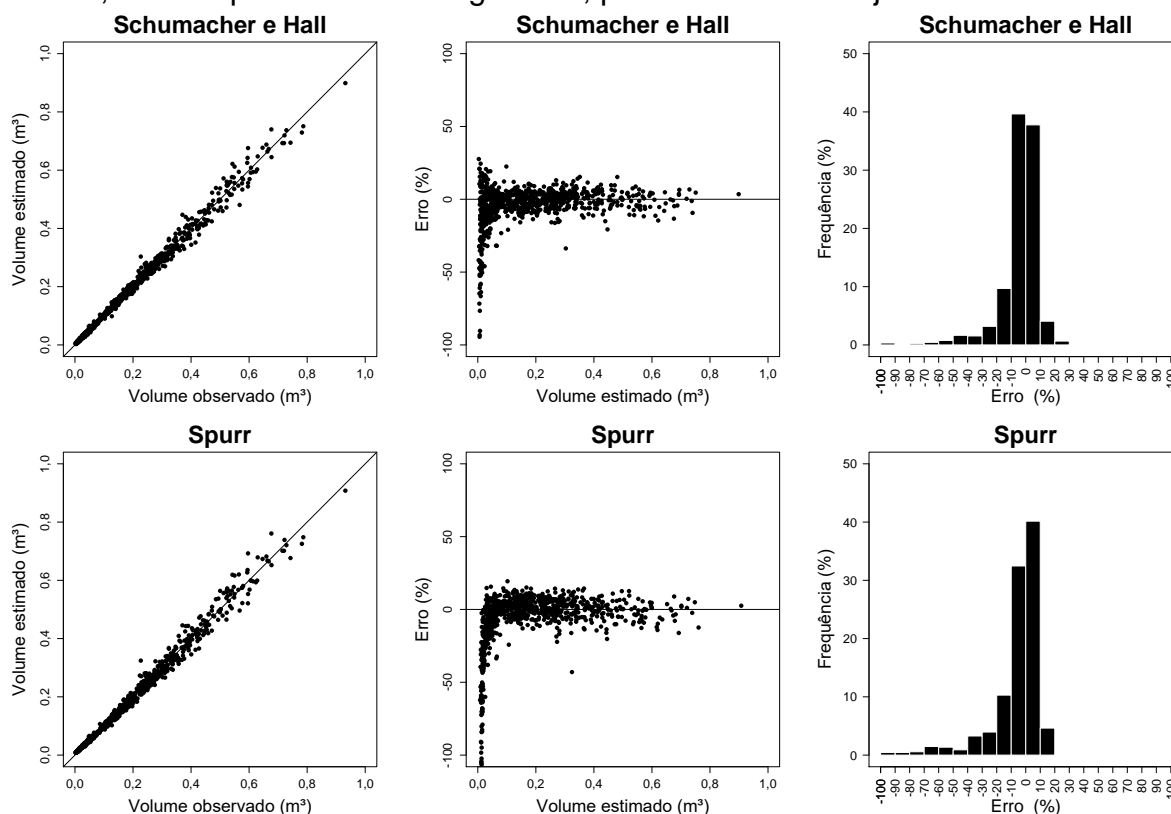 Schumacher e Hall
Volume estimado (m³)
1,0
0,8
0,6
0,4
0,2
0,0
0,0 0,2 0,4 0,6 0,8 1,0
Volume observado (m³)
Schumacher e Hall
Erro (%)
100
50
0
-50
-100
0,0 0,2 0,4 0,6 0,8 1,0
Volume estimado (m³)
Schumacher e Hall
Frequência (%)
50
40
30
20
10
0
-100 -90 -80 -70 -60 -50 -40 -30 -20 -10 0 10 20 30 40 50 60 70 80 90 100
Erro (%)
Spurr
Volume estimado (m³)
1,0
0,8
0,6
0,4
0,2
0,0
0,0 0,2 0,4 0,6 0,8 1,0
Volume observado (m³)
Spurr
Erro (%)
100
50
0
-50
-100
0,0 0,2 0,4 0,6 0,8 1,0
Volume estimado (m³)
Spurr
Frequência (%)
50
40
30
20
10
0
-100 -90 -80 -70 -60 -50 -40 -30 -20 -10 0 10 20 30 40 50 60 70 80 90 100
Erro (%)